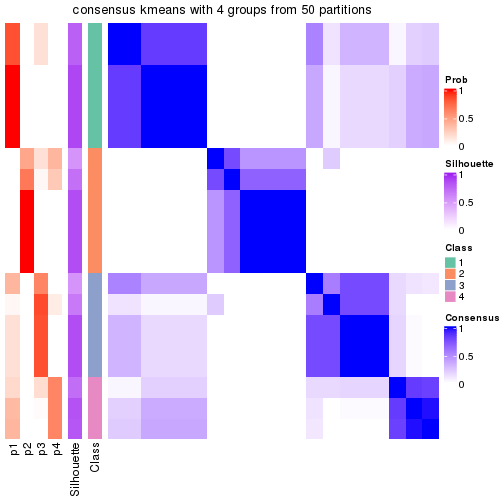 consensus kmeans with 4 groups from 50 partitions
Prob
1
0.5
0
Silhouette
1
0.5
0
Class
1
2
3
4
Consensus
1
0.5
0
p1
p2
p3
p4
Silhouette
Class